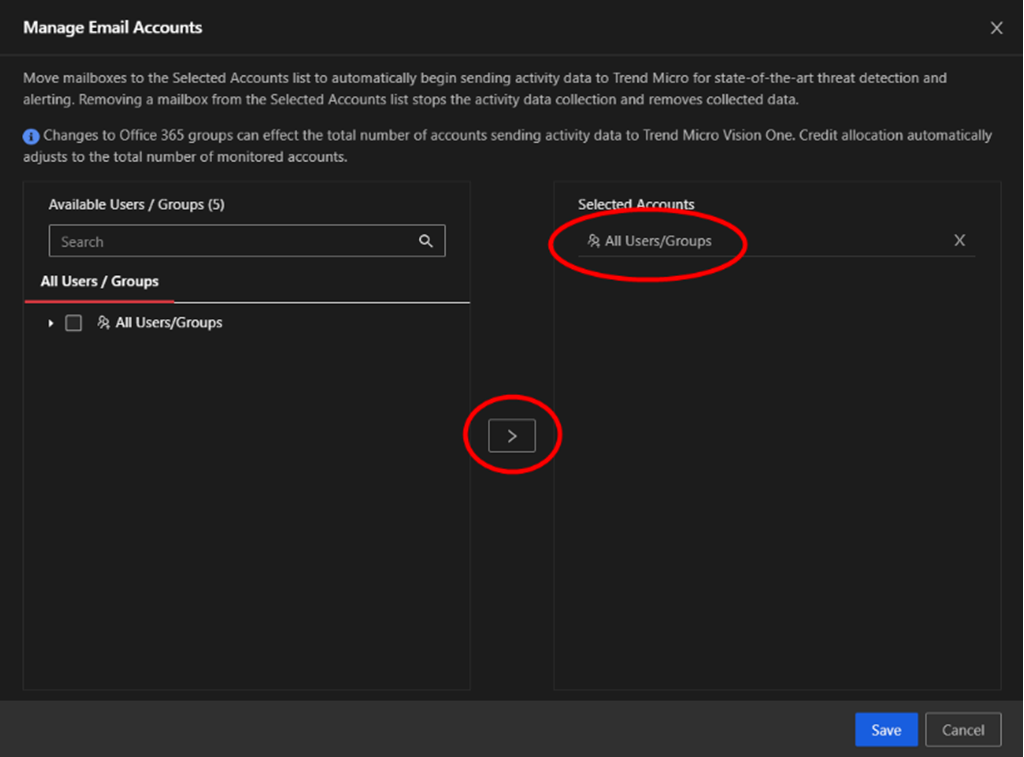 Manage Email Accounts
Move mailboxes to the Selected Accounts list to automatically begin sending activity data to Trend Micro for state-of-the-art threat detection and
alerting. Removing a mailbox from the Selected Accounts list stops the activity data collection and removes collected data.
Changes to Office 365 groups can effect the total number of accounts sending activity data to Trend Micro Vision One. Credit allocation automatically
adjusts to the total number of monitored accounts.
Available Users / Groups (5)
Search
All Users / Groups
All Users/Groups
Selected Accounts
All Users/Groups
Save
Cancel